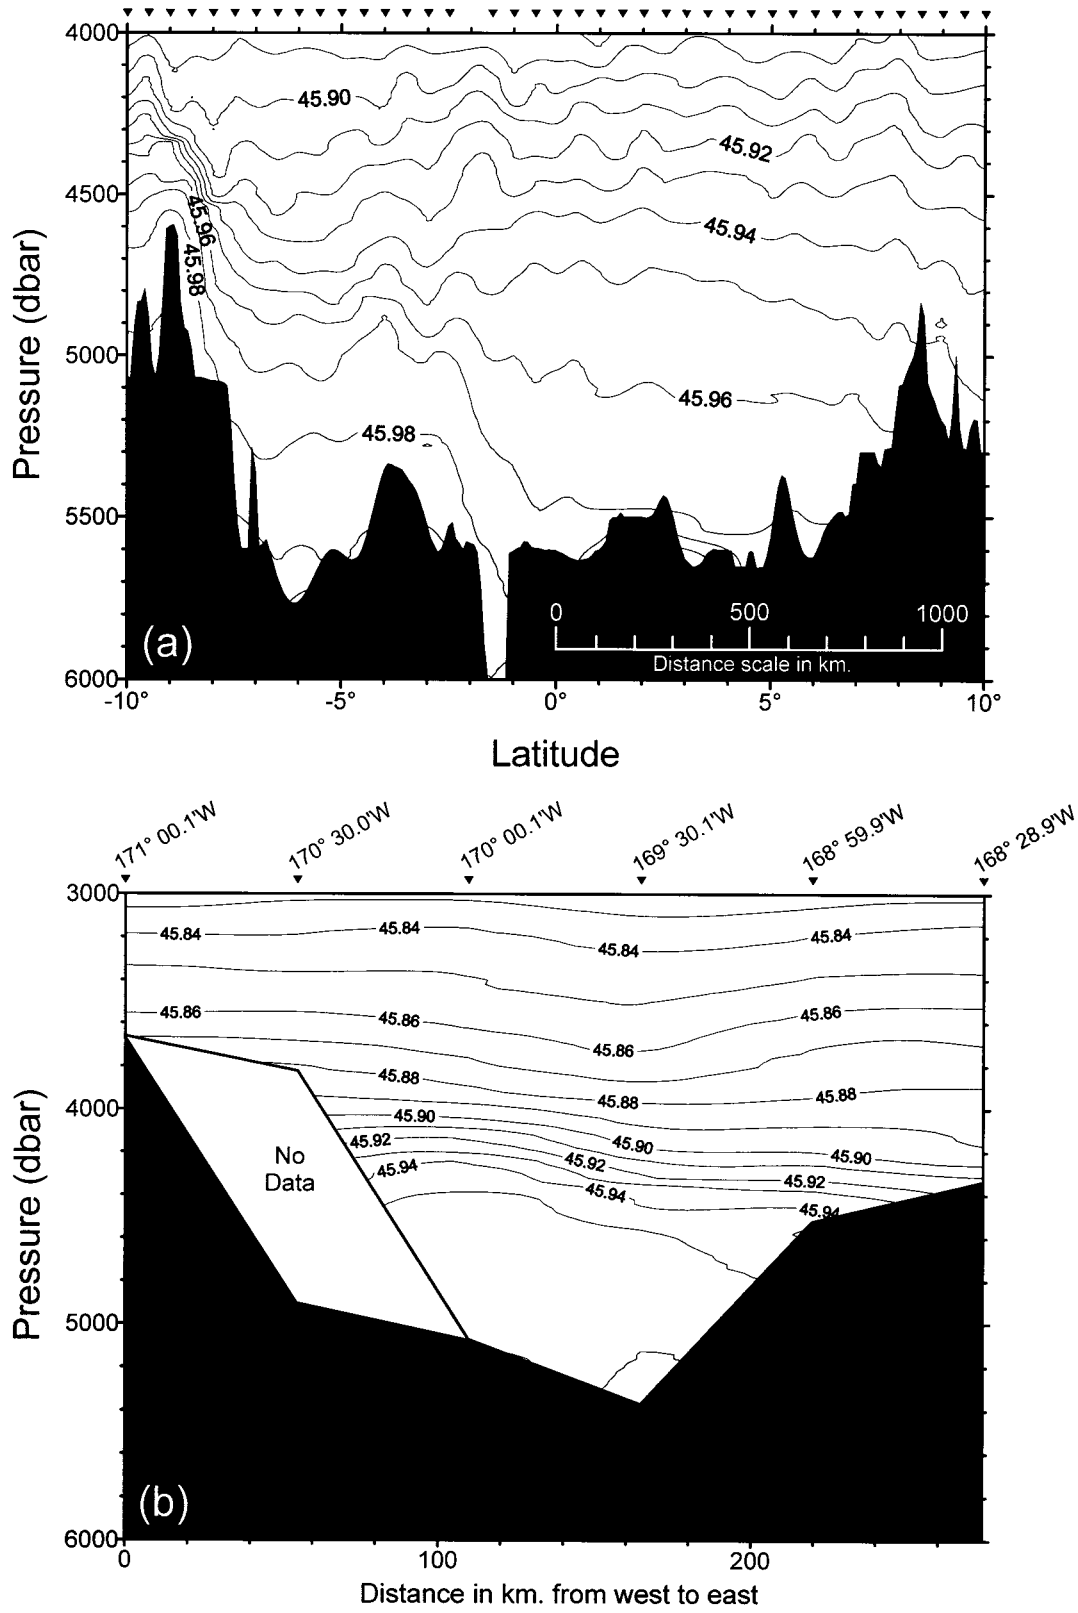 4000
45.90
45.92
4500
45.96
45.94
45.98
5000
45.96
45.98
5500
0 500 1000
(a)
Distance scale in km.
6000
-10° -5° 0° 5° 10°
Pressure (dbar)
Latitude
171° 00.1'W 170° 30.0'W 170° 00.1'W 169° 30.1'W 168° 59.9'W 168° 28.9'W
3000
45.84 45.84 45.84 45.84
45.86 45.86 45.86 45.86
45.88 45.88 45.88
4000
45.90 45.90 45.90
45.92 45.92 45.92
45.94 45.94 45.94
No
Data
5000
(b)
6000
0 100 200
Pressure (dbar)
Distance in km. from west to east